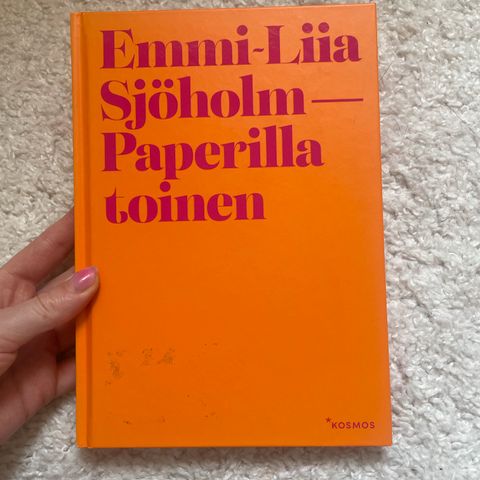 Emmi-Liia
Sjöholm—
Paperilla
toinen
*KOSMOS